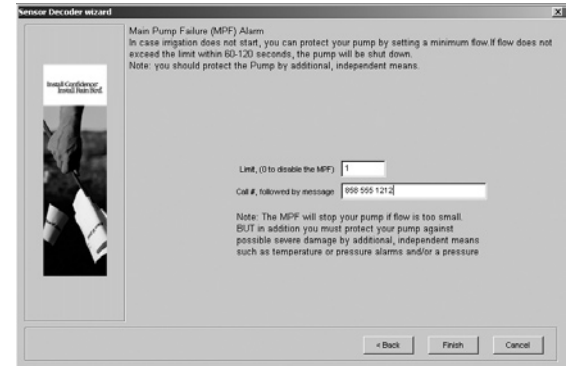 Sensor Decoder wizard
Main Pump Failure (MPF) Alarm
In case irrigation does not start, you can protect your pump by setting a minimum flow.If flow does not
exceed the limit within 60-120 seconds, the pump will be shut down.
Note: you should protect the Pump by additional, independent means.
Install Confidence.
Install Rain Bird.
Limit, (0 to disable the MPF) 1
Call #, followed by message 858 555 1212
Note: The MPF will stop your pump if flow is too small.
BUT in addition you must protect your pump against
possible severe damage by additional, independent means
such as temperature or pressure alarms and/or a pressure
< Back Finish Cancel